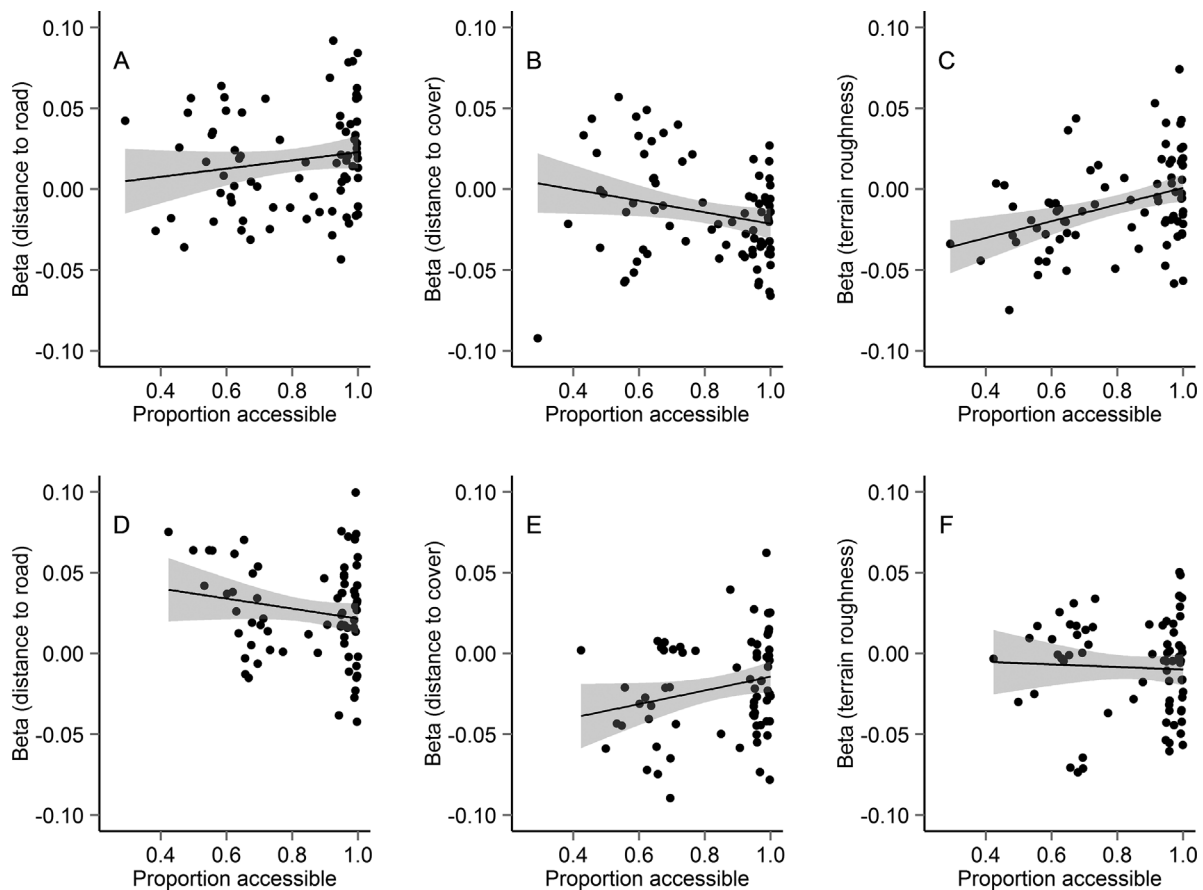 A
Beta (distance to road)
0.10
0.05
0.00
-0.05
-0.10
0.4 0.6 0.8 1.0
Proportion accessible
B
Beta (distance to cover)
0.10
0.05
0.00
-0.05
-0.10
0.4 0.6 0.8 1.0
Proportion accessible
C
Beta (terrain roughness)
0.10
0.05
0.00
-0.05
-0.10
0.4 0.6 0.8 1.0
Proportion accessible
D
Beta (distance to road)
0.10
0.05
0.00
-0.05
-0.10
0.4 0.6 0.8 1.0
Proportion accessible
E
Beta (distance to cover)
0.10
0.05
0.00
-0.05
-0.10
0.4 0.6 0.8 1.0
Proportion accessible
F
Beta (terrain roughness)
0.10
0.05
0.00
-0.05
-0.10
0.4 0.6 0.8 1.0
Proportion accessible